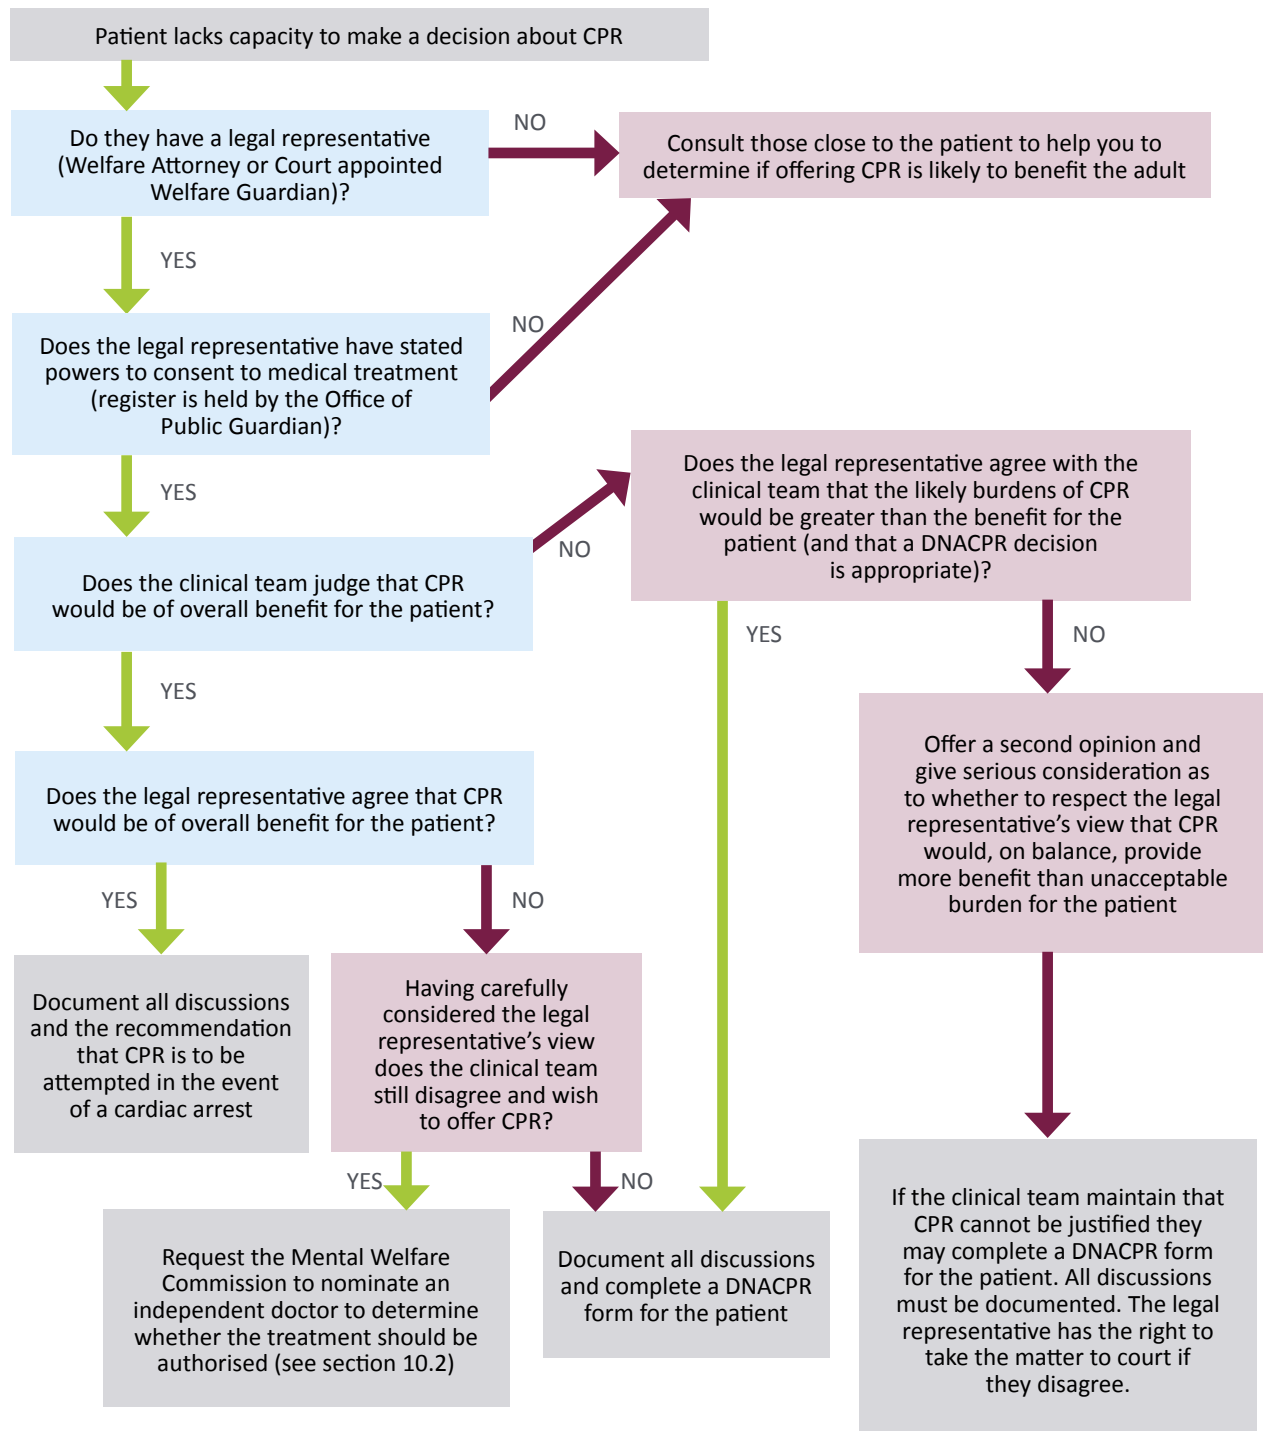 Patient lacks capacity to make a decision about CPR
Do they have a legal representative
(Welfare Attorney or Court appointed
Welfare Guardian)?
NO
Consult those close to the patient to help you to
determine if offering CPR is likely to benefit the adult
YES
NO
Does the legal representative have stated
powers to consent to medical treatment
(register is held by the Office of
Public Guardian)?
YES
NO
Does the legal representative agree with the
clinical team that the likely burdens of CPR
would be greater than the benefit for the
patient (and that a DNACPR decision
is appropriate)?
Does the clinical team judge that CPR
would be of overall benefit for the patient?
YES
NO
YES
Offer a second opinion and
give serious consideration as
to whether to respect the legal
representative’s view that CPR
would, on balance, provide
more benefit than unacceptable
burden for the patient
Does the legal representative agree that CPR
would be of overall benefit for the patient?
YES
NO
Document all discussions
and the recommendation
that CPR is to be
attempted in the event
of a cardiac arrest
Having carefully
considered the legal
representative’s view
does the clinical team
still disagree and wish
to offer CPR?
YES
NO
Request the Mental Welfare
Commission to nominate an
independent doctor to determine
whether the treatment should be
authorised (see section 10.2)
Document all discussions
and complete a DNACPR
form for the patient
If the clinical team maintain that
CPR cannot be justified they
may complete a DNACPR form
for the patient. All discussions
must be documented. The legal
representative has the right to
take the matter to court if
they disagree.